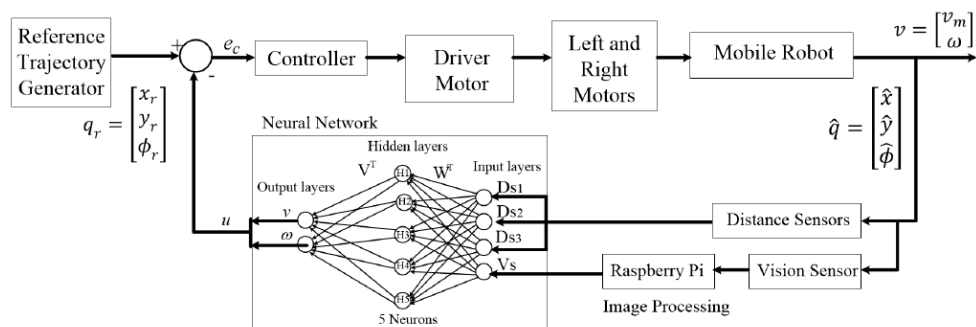 Reference
Trajectory
Generator
+
-
e_c
Controller
Driver
Motor
Left and
Right
Motors
Mobile Robot
v = [v_m
ω]
q_r = [x_r
y_r
ϕ_r]
q̂ = [x̂
ŷ
ϕ̂]
Neural Network
Hidden layers
V^T
W^T
Input layers
Output layers
H1
H2
H3
H4
H5
Ds1
Ds2
Ds3
Vs
v
ω
u
5 Neurons
Distance Sensors
Raspberry Pi
Vision Sensor
Image Processing